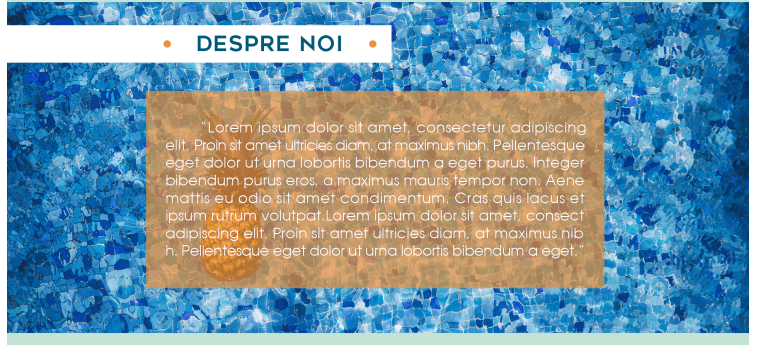 DESPRE NOI
“Lorem ipsum dolor sit amet, consectetur adipiscing
elit. Proin sit amet ultricies diam, at maximus nibh. Pellentesque
eget dolor ut urna lobortis bibendum a eget purus. Integer
bibendum purus eros, a maximus mauris tempor non. Aene
mattis eu odio sit amet condimentum. Cras quis lacus et
ipsum rutrum volutpat.Lorem ipsum dolor sit amet, consect
adipiscing elit. Proin sit amet ultricies diam, at maximus nib
h. Pellentesque eget dolor ut urna lobortis bibendum a eget.”